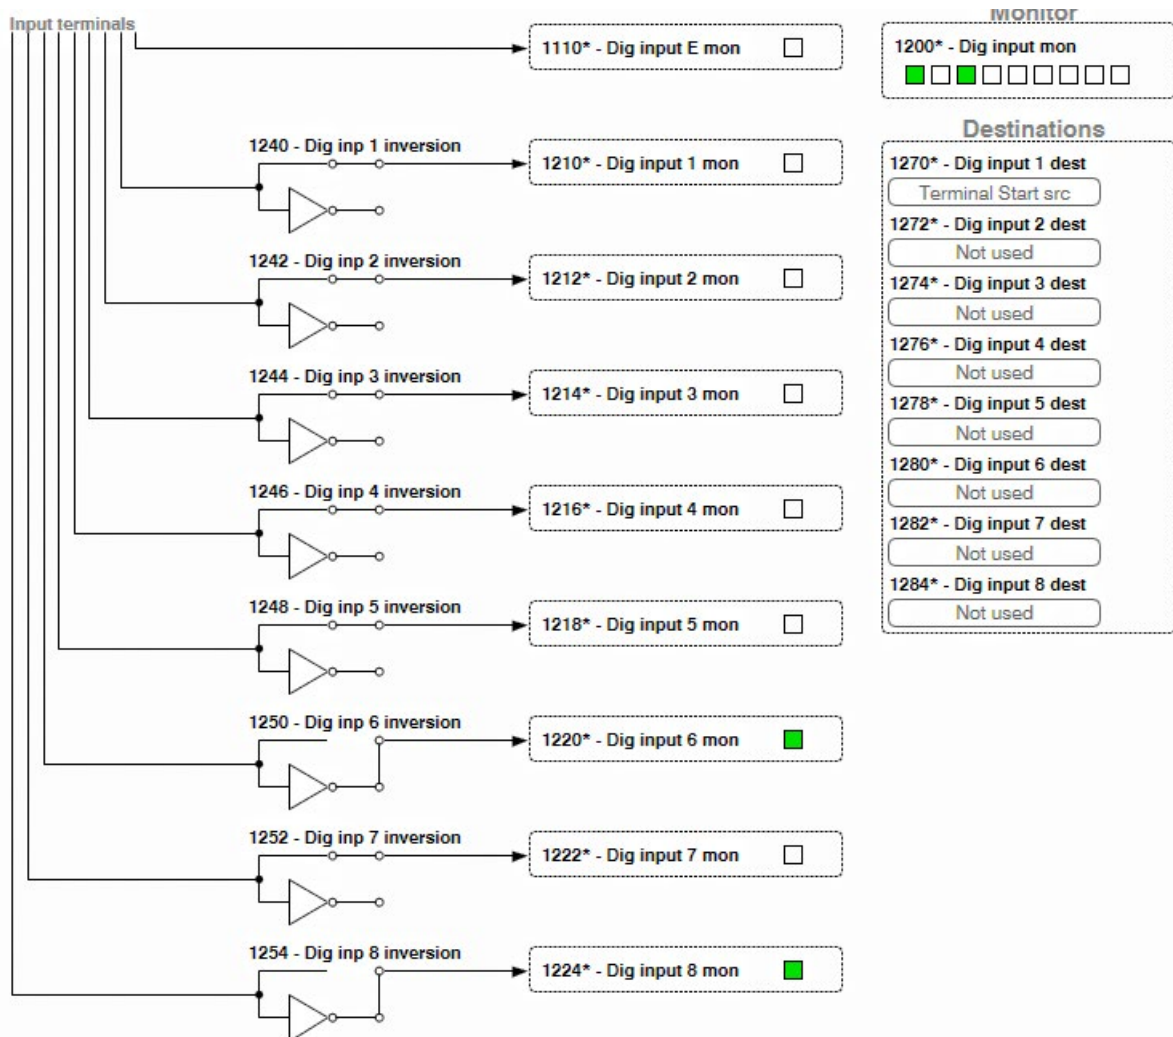 Input terminals
1110* - Dig input E mon
1240 - Dig inp 1 inversion
1210* - Dig input 1 mon
1242 - Dig inp 2 inversion
1212* - Dig input 2 mon
1244 - Dig inp 3 inversion
1214* - Dig input 3 mon
1246 - Dig inp 4 inversion
1216* - Dig input 4 mon
1248 - Dig inp 5 inversion
1218* - Dig input 5 mon
1250 - Dig inp 6 inversion
1220* - Dig input 6 mon
1252 - Dig inp 7 inversion
1222* - Dig input 7 mon
1254 - Dig inp 8 inversion
1224* - Dig input 8 mon
Monitor
1200* - Dig input mon
Destinations
1270* - Dig input 1 dest
Terminal Start src
1272* - Dig input 2 dest
Not used
1274* - Dig input 3 dest
Not used
1276* - Dig input 4 dest
Not used
1278* - Dig input 5 dest
Not used
1280* - Dig input 6 dest
Not used
1282* - Dig input 7 dest
Not used
1284* - Dig input 8 dest
Not used